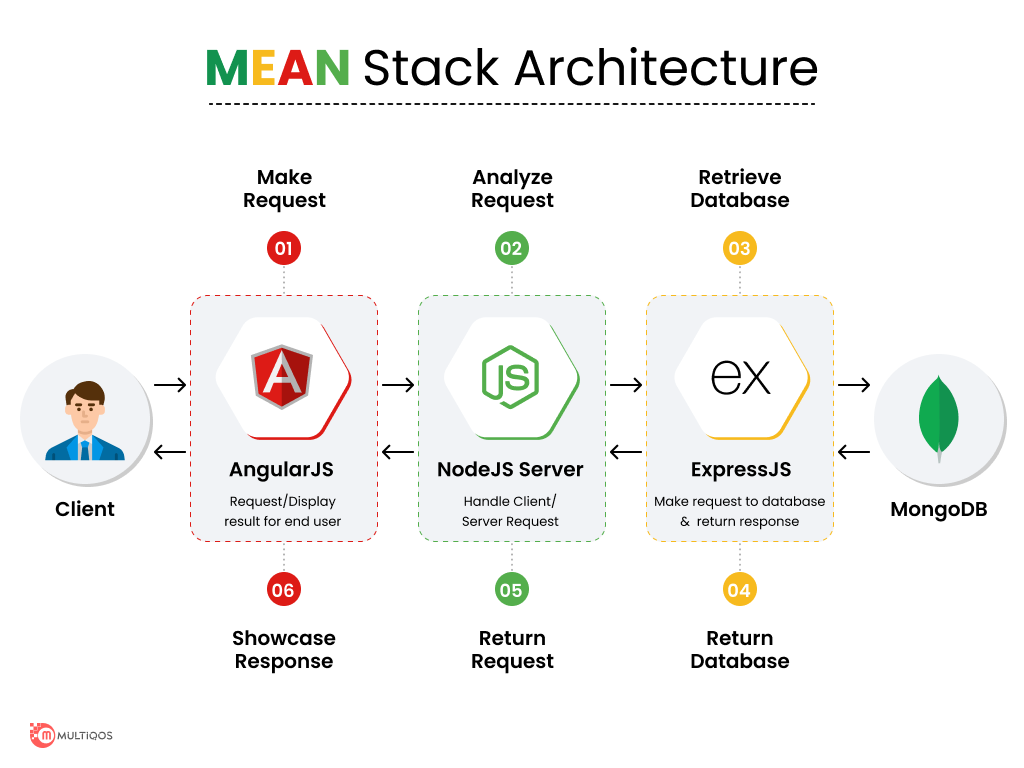 MEAN Stack Architecture
Make
Request
Analyze
Request
Retrieve
Database
01
02
03
JS
ex
Client
AngularJS
Request/Display
result for end user
NodeJS Server
Handle Client/
Server Request
ExpressJS
Make request to database
& return response
MongoDB
06
05
04
Showcase
Response
Return
Request
Return
Database
m MULTIQOS